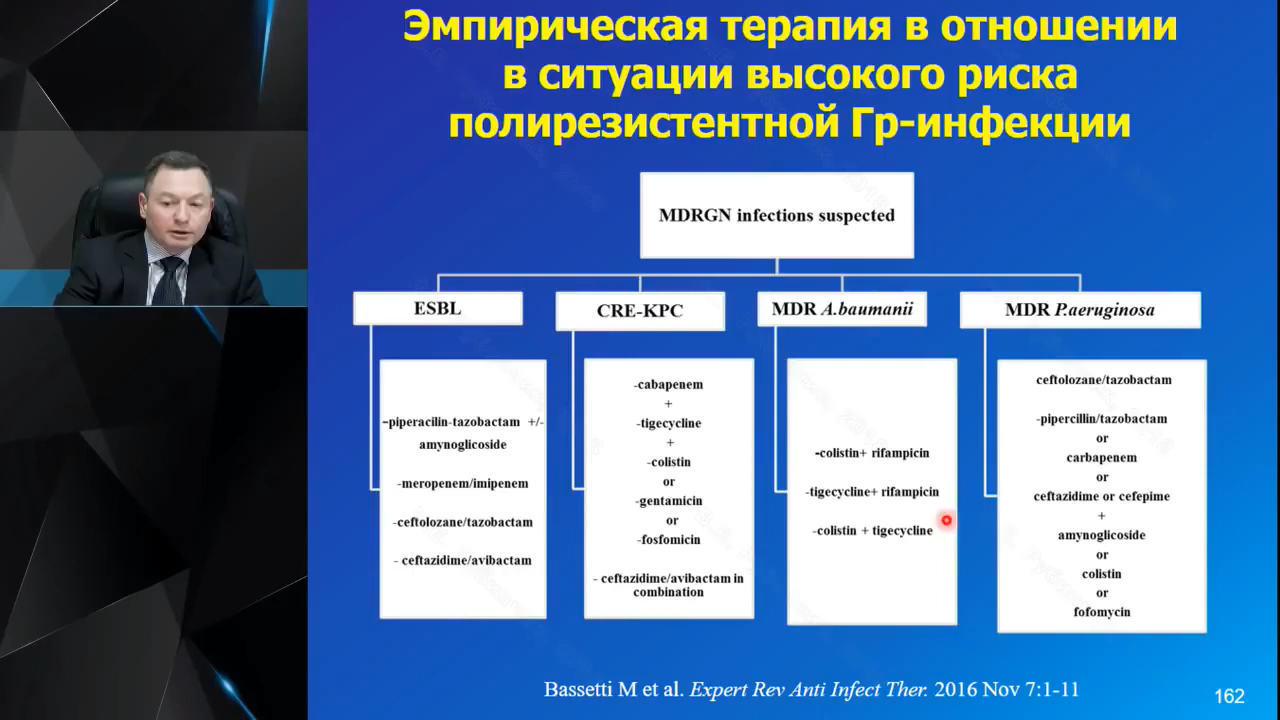 Эмпирическая терапия в отношении
в ситуации высокого риска
полирезистентной Гр-инфекции
MDRGN infections suspected
ESBL
-piperacilin-tazobactam +/-
amynoglicoside
-meropenem/imipenem
-ceftolozane/tazobactam
- ceftazidime/avibactam
CRE-KPC
-cabapenem
+
-tigecycline
+
-colistin
or
-gentamicin
or
-fosfomicin
- ceftazidime/avibactam in
combination
MDR A.baumanii
-colistin+ rifampicin
-tigecycline+ rifampicin
-colistin + tigecycline
MDR P.aeruginosa
ceftolozane/tazobactam
-pipercillin/tazobactam
or
carbapenem
or
ceftazidime or cefepime
+
amynoglicoside
or
colistin
or
fofomycin
Bassetti M et al. Expert Rev Anti Infect Ther. 2016 Nov 7:1-11
162